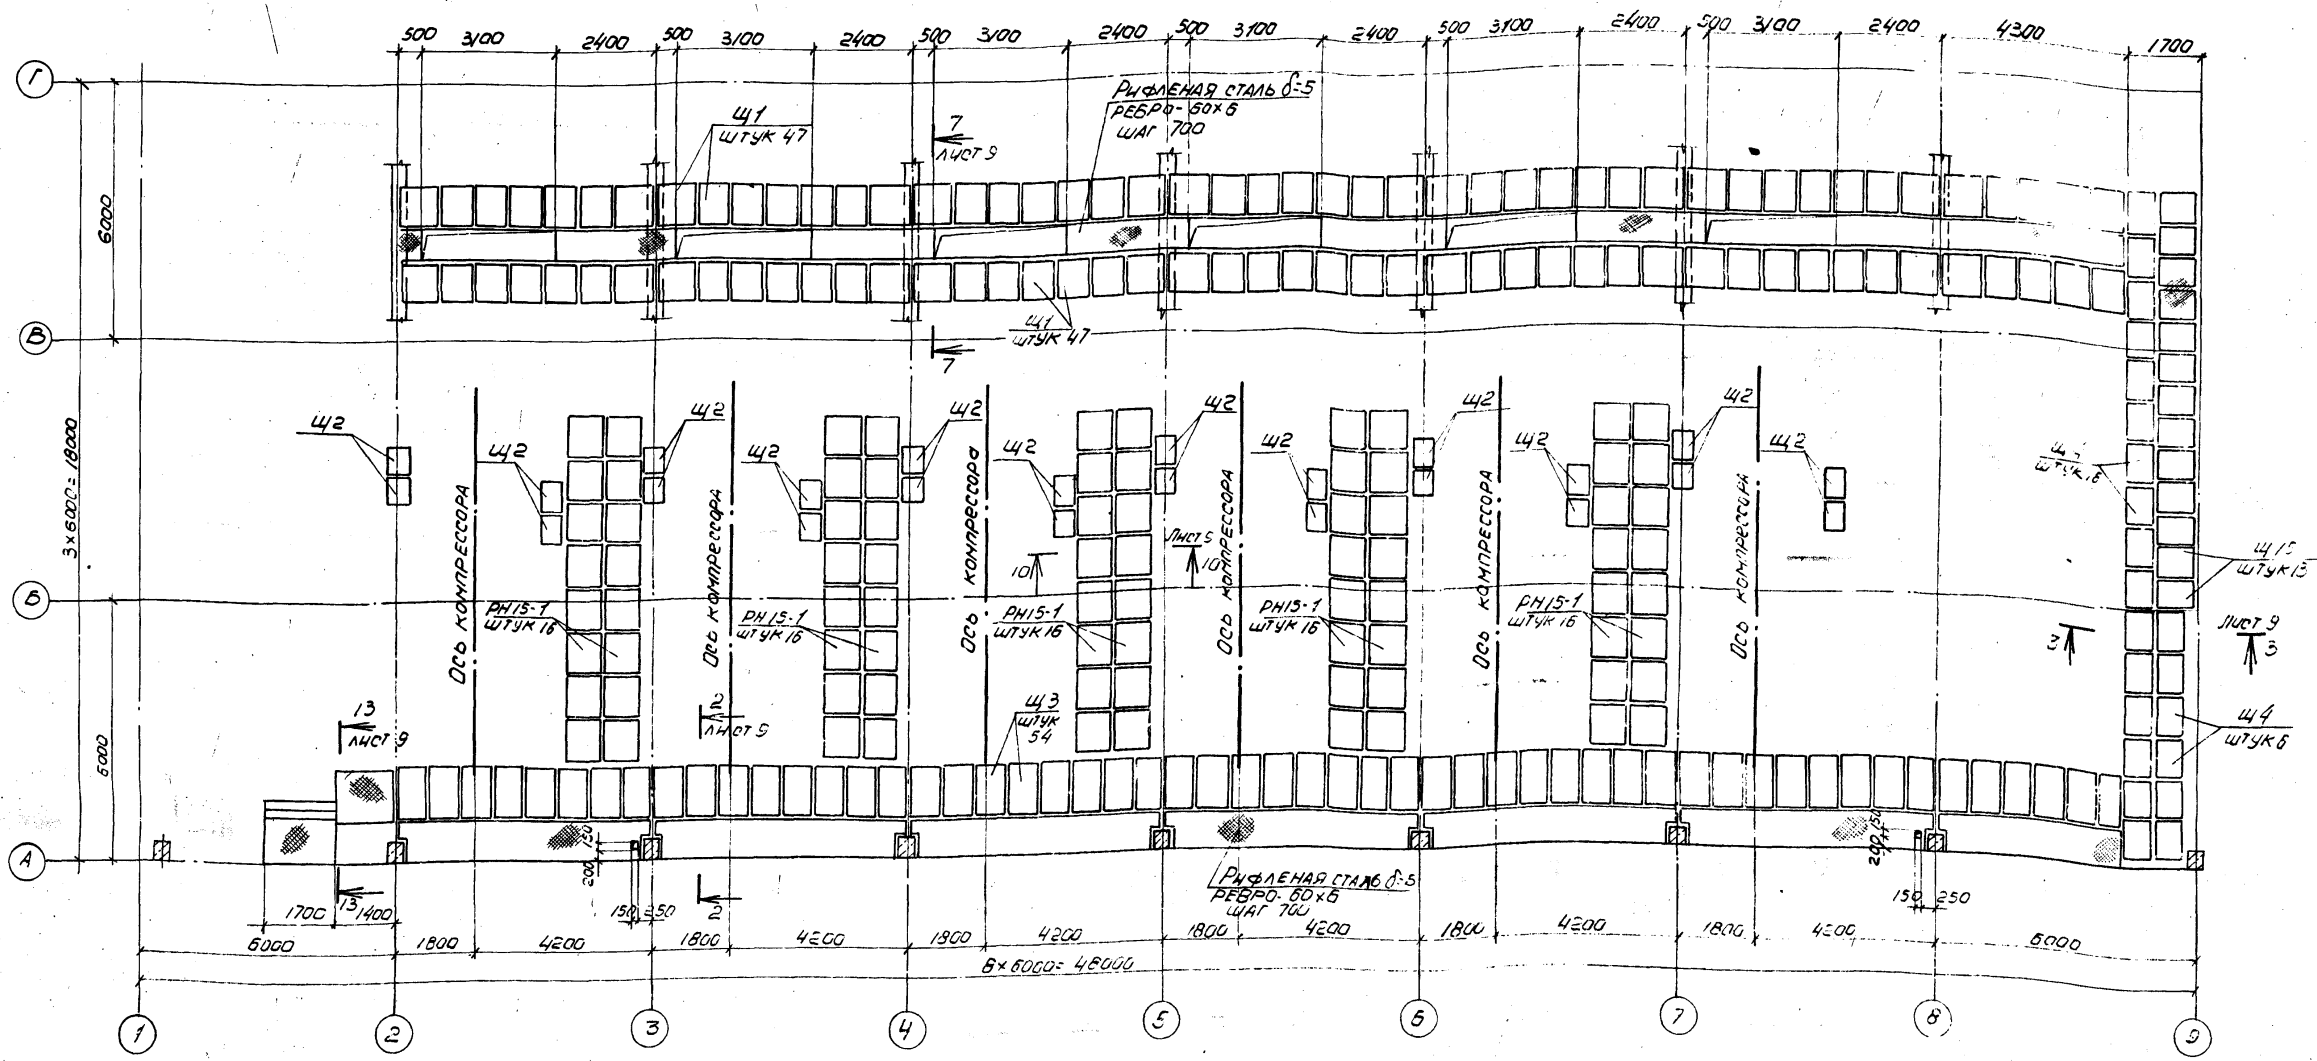 500 3100 2400 500 3100 2400 500 3100 2400 500 3100 2400 500 3100 2400 500 3100 2400 4300 1700
Г
Рифленая сталь δ=5
ребро-60×6
шаг 700
Щ1
штук 47
7
лист 9
6000
Щ1
штук 47
В
7
3×6000=18000
Щ2 Щ2 Щ2 Щ2 Щ2 Щ2 Щ2 Щ2 Щ2 Щ2 Щ2 Щ2
штук 16
Ось компрессора
Ось компрессора
Ось компрессора
Ось компрессора
Ось компрессора
Ось компрессора
10
Лист 9
10
Щ15
штук 13
Б
РН15-1
штук 16
РН15-1
штук 16
РН15-1
штук 16
РН15-1
штук 16
РН15-1
штук 16
3
Лист 9
3
13
лист 9
2
лист 9
Щ3
штук
54
Щ4
штук 6
6000
А
150
200
150
200
Рифленая сталь δ=5
ребро-60×6
шаг 700
13
2
1700 1400 150 250 150 250
6000 1800 4200 1800 4200 1800 4200 1800 4200 1800 4200 1800 4200 6000
8×6000=48000
1 2 3 4 5 6 7 8 9